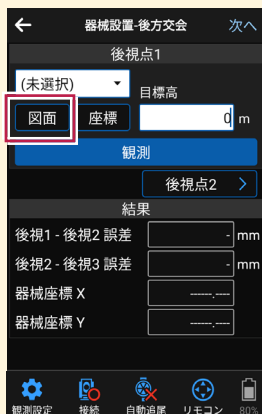 ← 器械設置-後方交会 次へ
後視点1
(未選択) 目標高
図面 座標 0 m
観測
後視点2 >
結果
後視1 - 後視2 誤差 - mm
後視2 - 後視3 誤差 - mm
器械座標 X ------.----
器械座標 Y ------.----
観測設定 接続 自動追尾 リモコン 80%